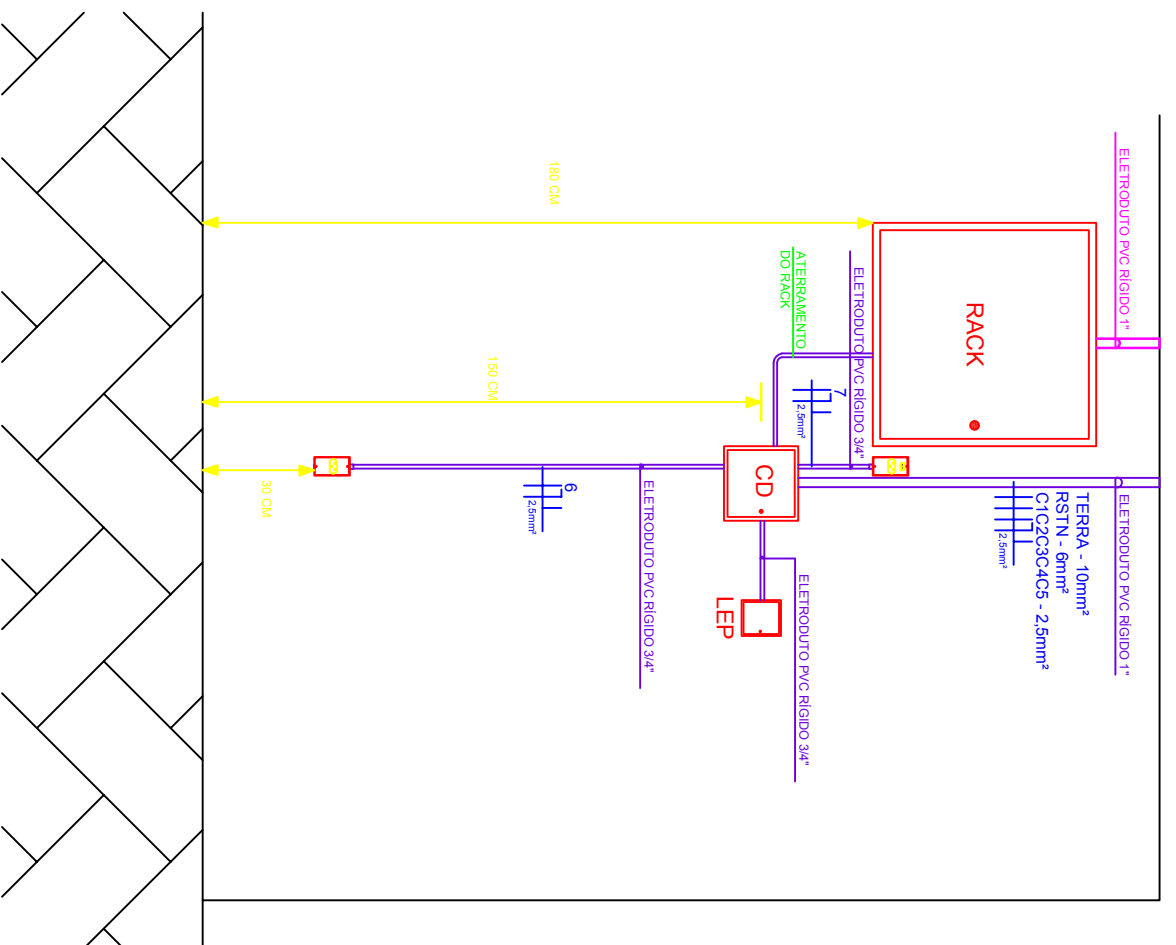 ELETRODUTO PVC RÍGIDO 1"
ELETRODUTO PVC RÍGIDO 1"
TERRA - 10mm²
RSTN - 6mm²
C1C2C3C4C5 - 2,5mm²
2,5mm²
RACK
ELETRODUTO PVC RÍGIDO 3/4"
7
2,5mm²
ATERRAMENTO
DO RACK
ELETRODUTO PVC RÍGIDO 3/4"
CD
LEP
ELETRODUTO PVC RÍGIDO 3/4"
6
2,5mm²
180 CM
150 CM
30 CM